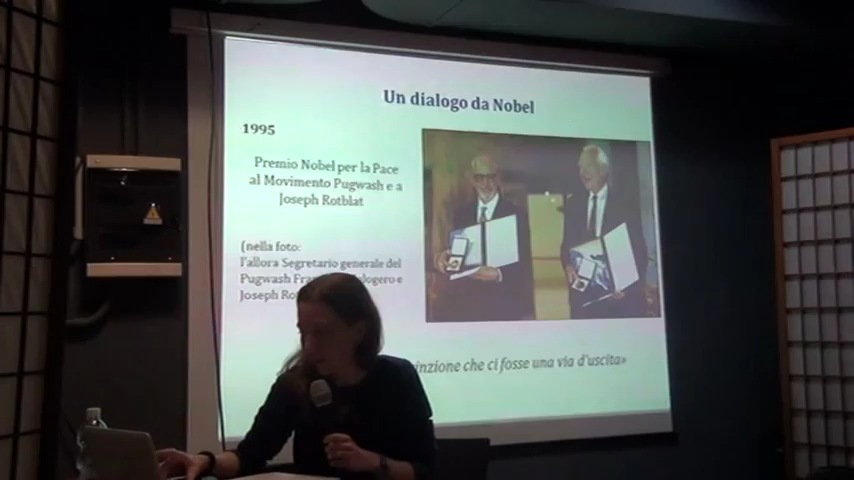 Un dialogo da Nobel
1995
Premio Nobel per la Pace
al Movimento Pugwash e a
Joseph Rotblat
(nella foto:
l'allora Segretario generale del
Pugwash logero e
Joseph
che ci fosse una via d'uscita»